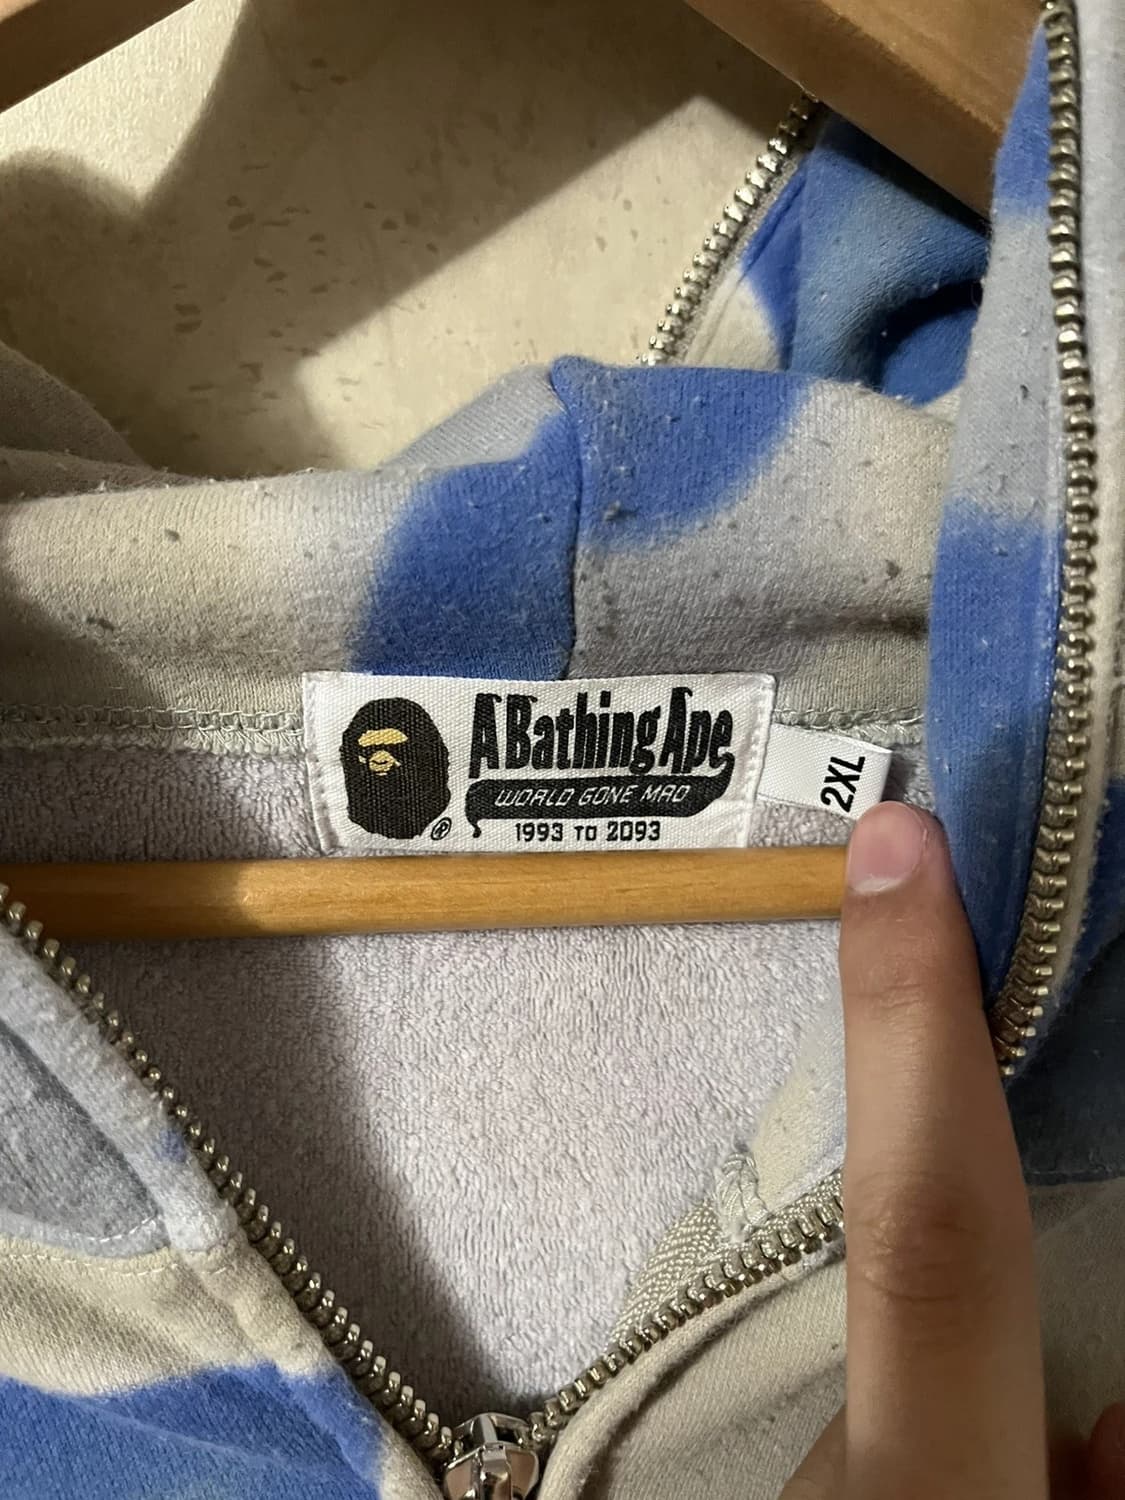 A Bathing Ape
WORLD GONE MAD
1993 TO 2093
2XL